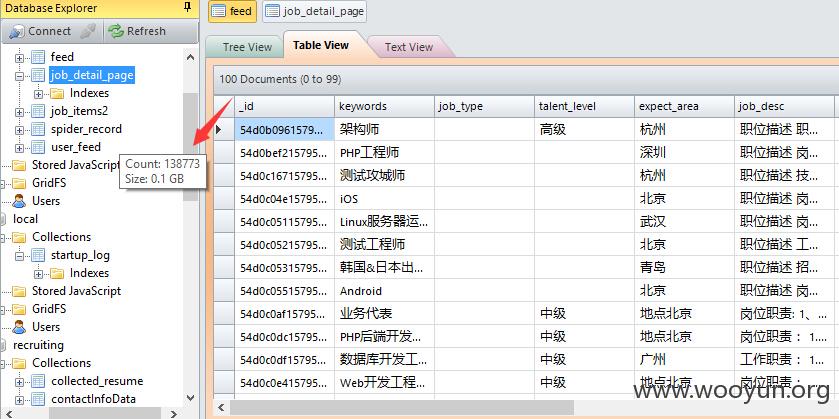 Database Explorer
Connect
Refresh
feed
job_detail_page
Indexes
job_items2
spider_record
user_feed
Stored JavaScript
GridFS
Users
local
Collections
startup_log
Indexes
Stored JavaScript
GridFS
Users
recruiting
Collections
collected_resume
contactInfoData
Count: 138773
Size: 0.1 GB
feed
job_detail_page
Tree View
Table View
Text View
100 Documents (0 to 99)
_id keywords job_type talent_level expect_area job_desc
54d0b0961579... 架构师 高级 杭州 职位描述 职...
54d0bef215795... PHP工程师 深圳 职位描述 岗...
54d0c16715795... 测试攻城师 杭州 职位描述 技...
54d0c04e15795... iOS 北京 职位描述 岗...
54d0c05115795... Linux服务器运... 武汉 职位描述 岗...
54d0c05215795... 测试工程师 北京 职位描述 工...
54d0c05315795... 韩国&日本出... 青岛 职位描述 招...
54d0c05515795... Android 北京 职位描述 岗...
54d0c0af15795... 业务代表 中级 地点北京 岗位职责: 1、...
54d0c0dc15795... PHP后端开发... 中级 地点北京 岗位职责: 1....
54d0c0df15795... 数据库开发工... 中级 广州 工作职责: 1....
54d0c0e415795... Web开发工程... 中级 地点北京 岗位职责: 1....
www.wooyun.org